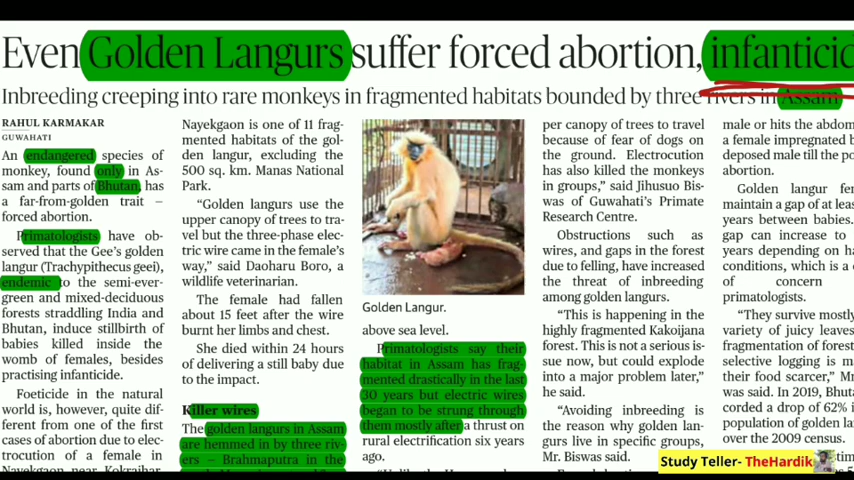 Even Golden Langurs suffer forced abortion, infanticid
Inbreeding creeping into rare monkeys in fragmented habitats bounded by three rivers in Assam
RAHUL KARMAKAR
GUWAHATI
An endangered species of
monkey, found only in As-
sam and parts of Bhutan, has
a far-from-golden trait —
forced abortion.
Primatologists have ob-
served that the Gee's golden
langur (Trachypithecus geei),
endemic to the semi-ever-
green and mixed-deciduous
forests straddling India and
Bhutan, induce stillbirth of
babies killed inside the
womb of females, besides
practising infanticide.
Foeticide in the natural
world is, however, quite dif-
ferent from one of the first
cases of abortion due to elec-
trocution of a female in
Nayekgaon near Kokrajhar.
Nayekgaon is one of 11 frag-
mented habitats of the gol-
den langur, excluding the
500 sq. km. Manas National
Park.
"Golden langurs use the
upper canopy of trees to tra-
vel but the three-phase elec-
tric wire came in the female's
way," said Daoharu Boro, a
wildlife veterinarian.
The female had fallen
about 15 feet after the wire
burnt her limbs and chest.
She died within 24 hours
of delivering a still baby due
to the impact.
Killer wires
The golden langurs in Assam
are hemmed in by three riv-
ers – Brahmaputra in the
Golden Langur.
above sea level.
Primatologists say their
habitat in Assam has frag-
mented drastically in the last
30 years but electric wires
began to be strung through
them mostly after a thrust on
rural electrification six years
ago.
per canopy of trees to travel
because of fear of dogs on
the ground. Electrocution
has also killed the monkeys
in groups," said Jihusuo Bis-
was of Guwahati's Primate
Research Centre.
Obstructions such as
wires, and gaps in the forest
due to felling, have increased
the threat of inbreeding
among golden langurs.
"This is happening in the
highly fragmented Kakoijana
forest. This is not a serious is-
sue now, but could explode
into a major problem later,"
he said.
"Avoiding inbreeding is
the reason why golden lan-
gurs live in specific groups,
Mr. Biswas said.
male or hits the abdom
a female impregnated b
deposed male till the po
abortion.
Golden langur fem
maintain a gap of at leas
years between babies.
gap can increase to
years depending on ha
conditions, which is a c
of concern
primatologists.
"They survive mostly
variety of juicy leaves
fragmentation of forest
selective logging is m
their food scarcer," Mr
was said. In 2019, Bhuta
corded a drop of 62% i
population of golden lan
over the 2009 census.
Study Teller- TheHardik